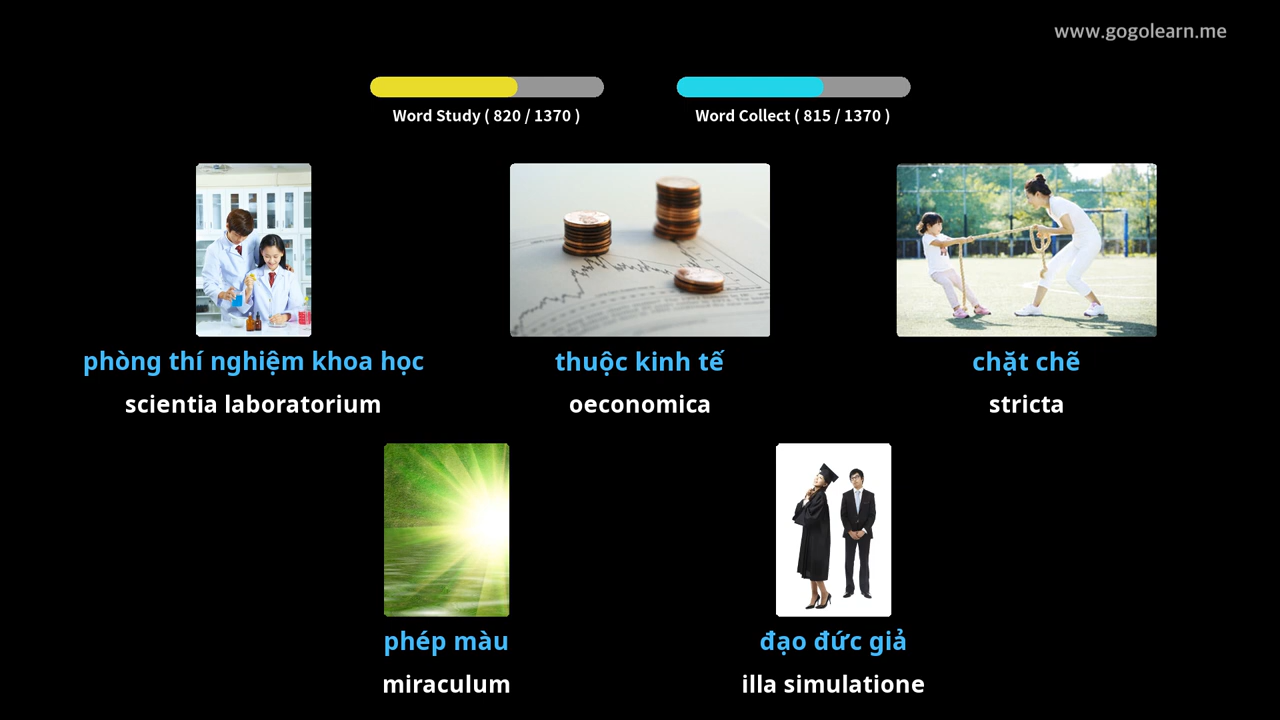 www.gogolearn.me
Word Study ( 820 / 1370 )
Word Collect ( 815 / 1370 )
phòng thí nghiệm khoa học
scientia laboratorium
thuộc kinh tế
oeconomica
chặt chẽ
stricta
phép màu
miraculum
đạo đức giả
illa simulatione